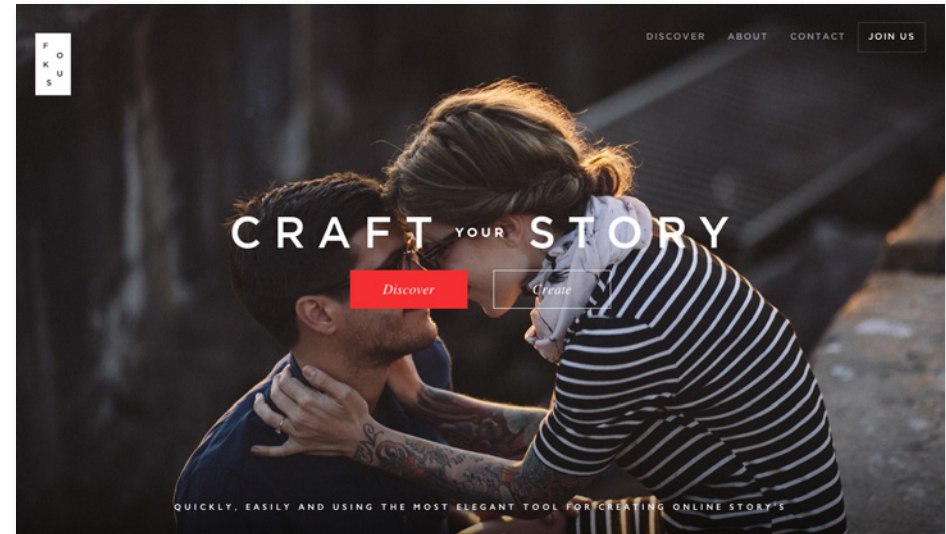 FOKUS
DISCOVER ABOUT CONTACT JOIN US
CRAFT YOUR STORY
Discover Create
QUICKLY, EASILY AND USING THE MOST ELEGANT TOOL FOR CREATING ONLINE STORY'S